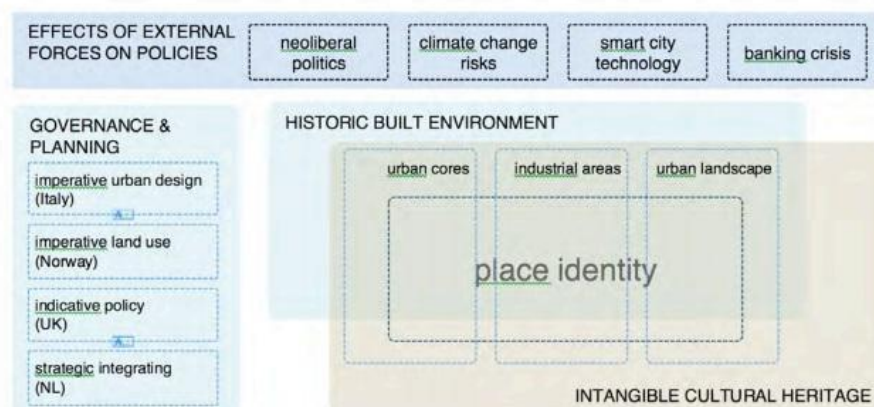 EFFECTS OF EXTERNAL
FORCES ON POLICIES
neoliberal
politics
climate change
risks
smart city
technology
banking crisis
GOVERNANCE &
PLANNING
imperative urban design
(Italy)
imperative land use
(Norway)
indicative policy
(UK)
strategic integrating
(NL)
HISTORIC BUILT ENVIRONMENT
urban cores
industrial areas
urban landscape
place identity
INTANGIBLE CULTURAL HERITAGE